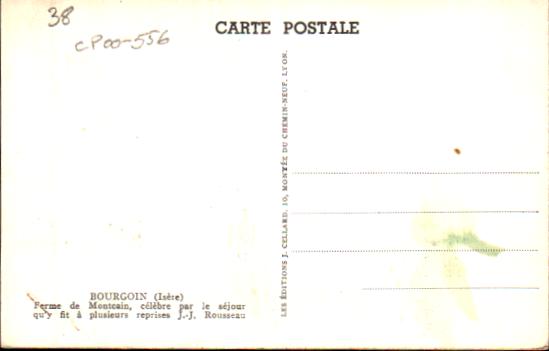 38
CP00-556
CARTE POSTALE
LES ÉDITIONS J. CELLARD, 10, MONTÉE DU CHEMIN-NEUF, LYON.
BOURGOIN (Isère)
Ferme de Montcain, célèbre par le séjour
qu'y fit à plusieurs reprises J.-J. Rousseau